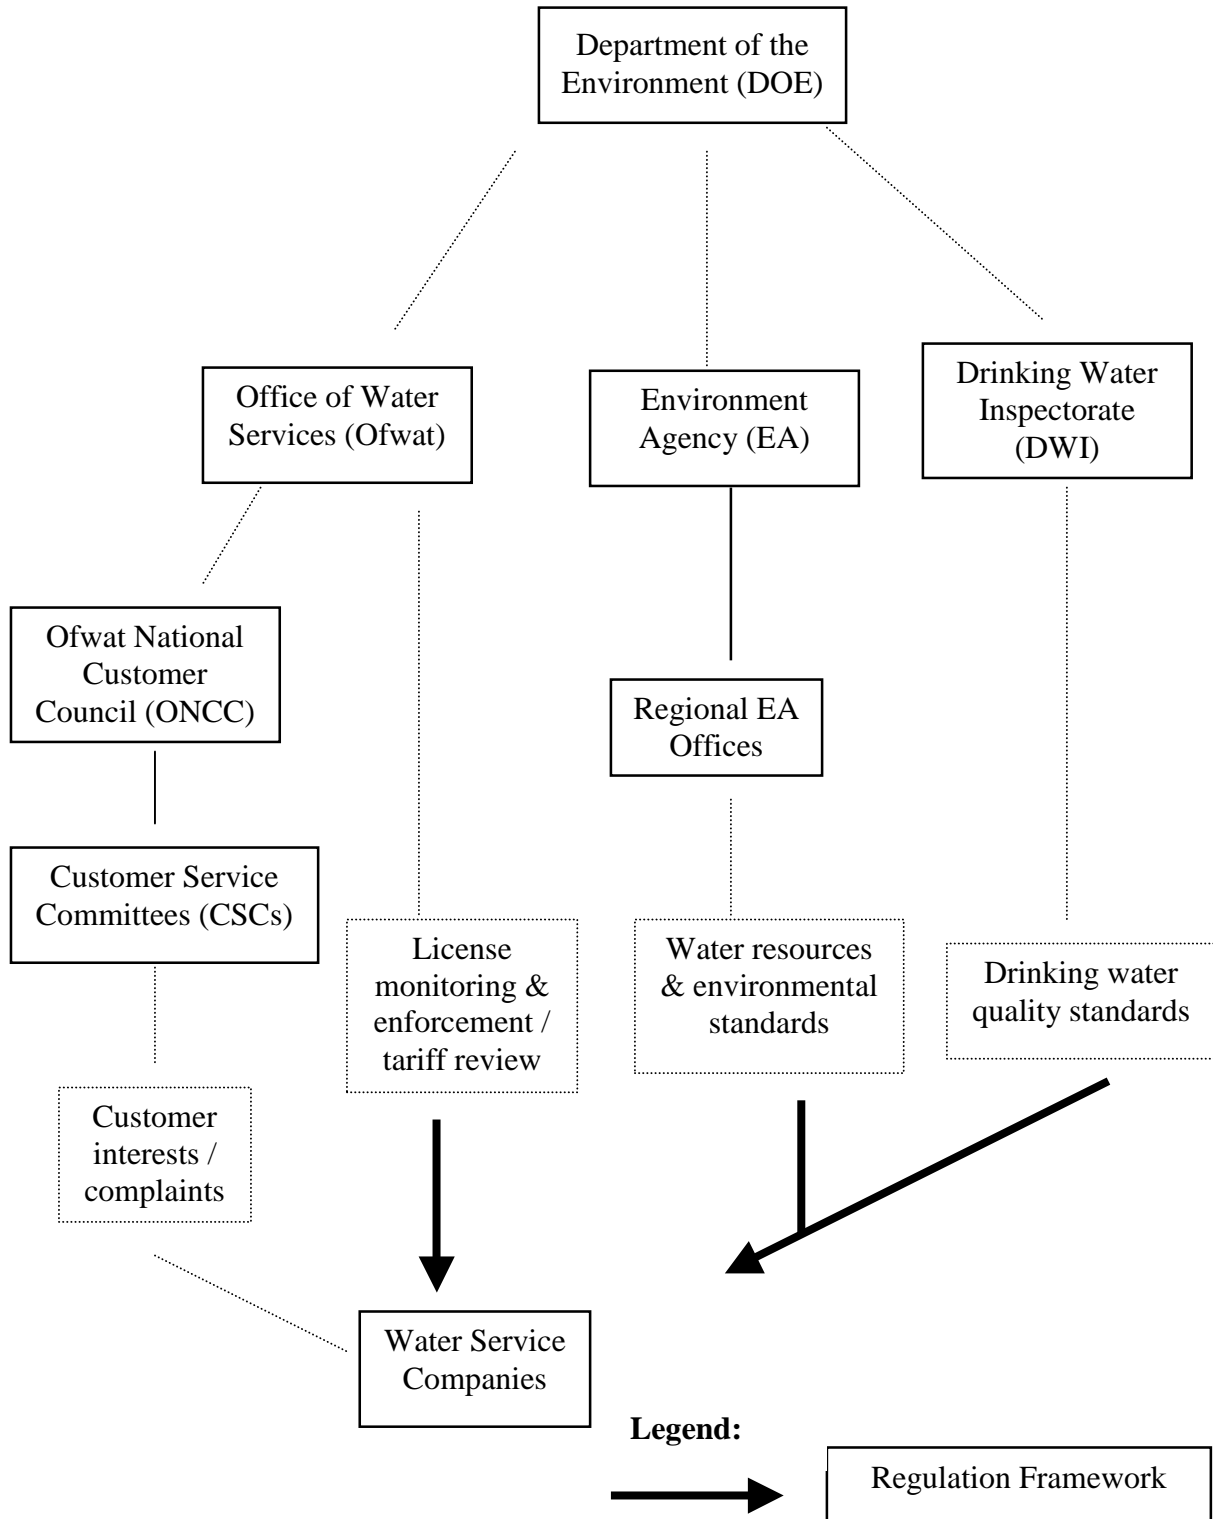 Department of the
Environment (DOE)
Office of Water
Services (Ofwat)
Environment
Agency (EA)
Drinking Water
Inspectorate
(DWI)
Ofwat National
Customer
Council (ONCC)
Regional EA
Offices
Customer Service
Committees (CSCs)
License
monitoring &
enforcement /
tariff review
Water resources
& environmental
standards
Drinking water
quality standards
Customer
interests /
complaints
Water Service
Companies
Legend:
Regulation Framework